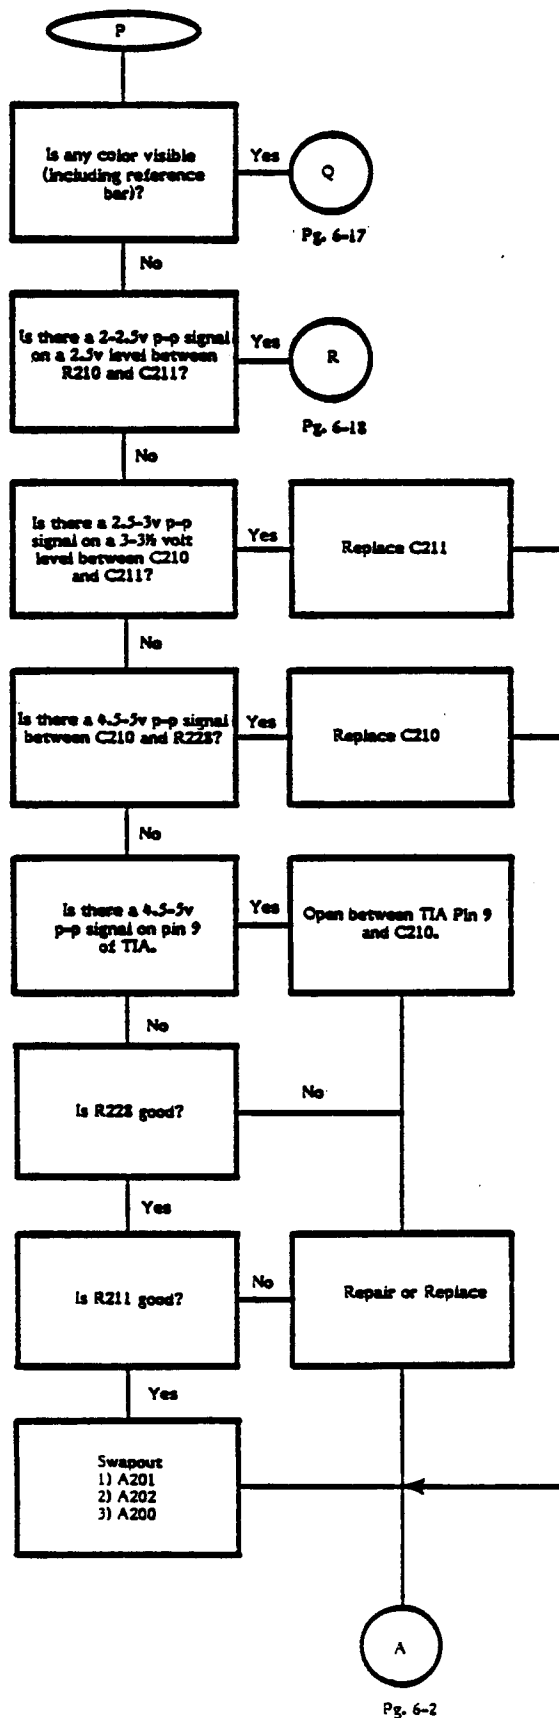 P
Is any color visible
(including reference
bar)?
Yes
Q
Pg. 6-17
No
Is there a 2-2.5v p-p signal
on a 2.5v level between
R210 and C211?
Yes
R
Pg. 6-18
No
Is there a 2.5-3v p-p
signal on a 3-3½ volt
level between C210
and C211?
Yes
Replace C211
No
Is there a 4.5-5v p-p signal
between C210 and R228?
Yes
Replace C210
No
Is there a 4.5-5v
p-p signal on pin 9
of TIA.
Yes
Open between TIA Pin 9
and C210.
No
Is R228 good?
No
Yes
Is R211 good?
No
Repair or Replace
Yes
Swapout
1) A201
2) A202
3) A200
A
Pg. 6-2